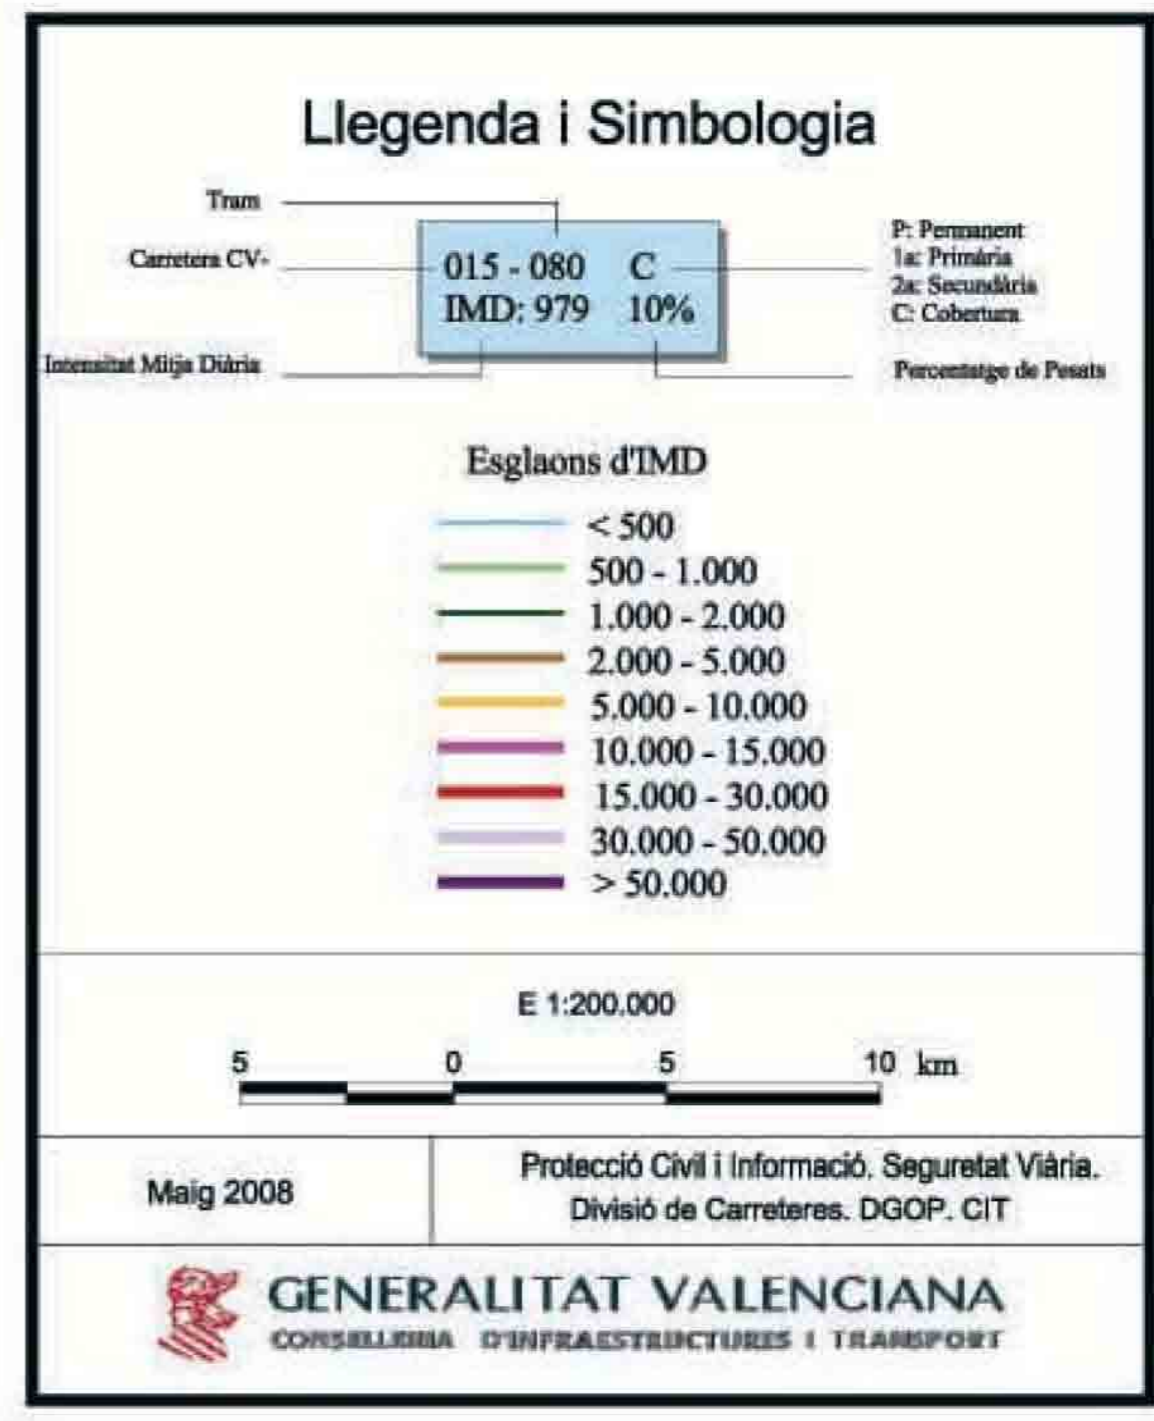 Llegenda i Simbologia
Tram
Carretera CV-
Intensitat Mitja Diùria
015 - 080 C
IMD: 979 10%
P: Permanent
1a: Primària
2a: Secundària
C: Cobertura
Percentatge de Pesats
Esglaons d'IMD
< 500
500 - 1.000
1.000 - 2.000
2.000 - 5.000
5.000 - 10.000
10.000 - 15.000
15.000 - 30.000
30.000 - 50.000
> 50.000
E 1:200.000
5 0 5 10 km
Maig 2008
Protecció Civil i Informació. Seguretat Viària.
Divisió de Carreteres. DGOP. CIT
GENERALITAT VALENCIANA
CONSELLERIA D'INFRAESTRUCTURES I TRANSPORT